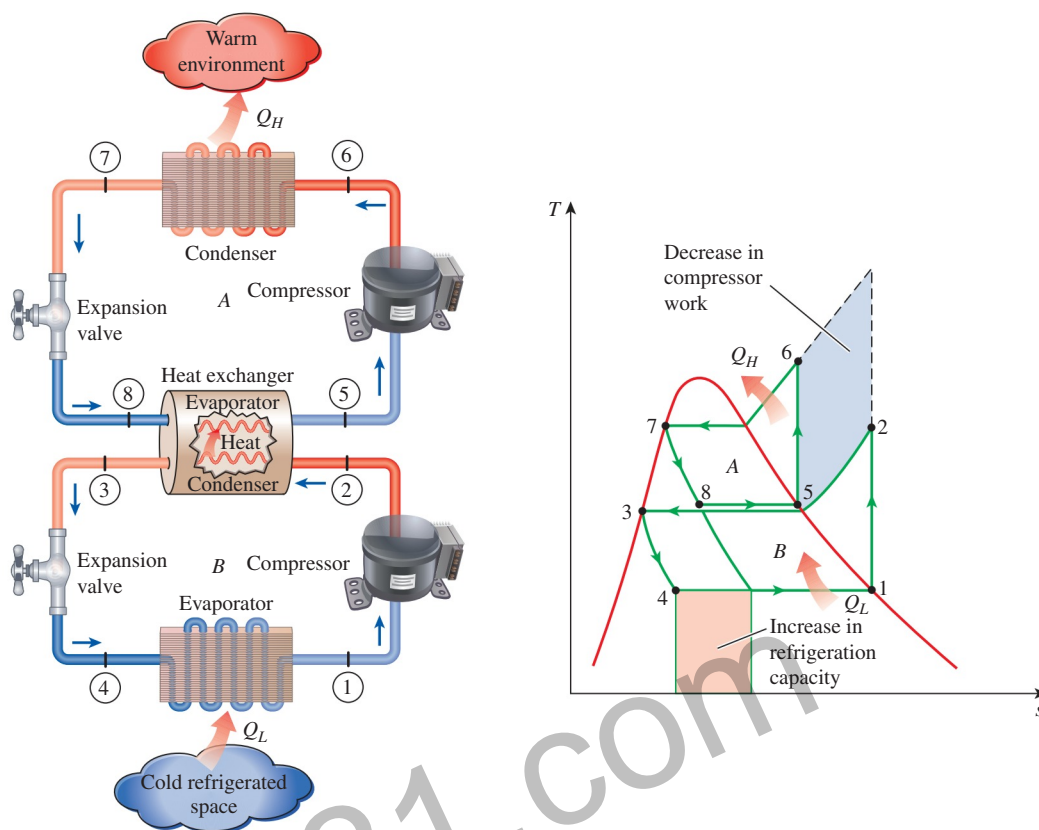 Warm
environment
Q_H
7
6
Condenser
A
Compressor
Expansion
valve
Heat exchanger
8
Evaporator
5
Heat
3
Condenser
2
Expansion
valve
B
Compressor
Evaporator
4
1
Q_L
Cold refrigerated
space
T
Decrease in
compressor
work
6
Q_H
7
2
A
8
5
3
B
4
Q_L
1
Increase in
refrigeration
capacity
s